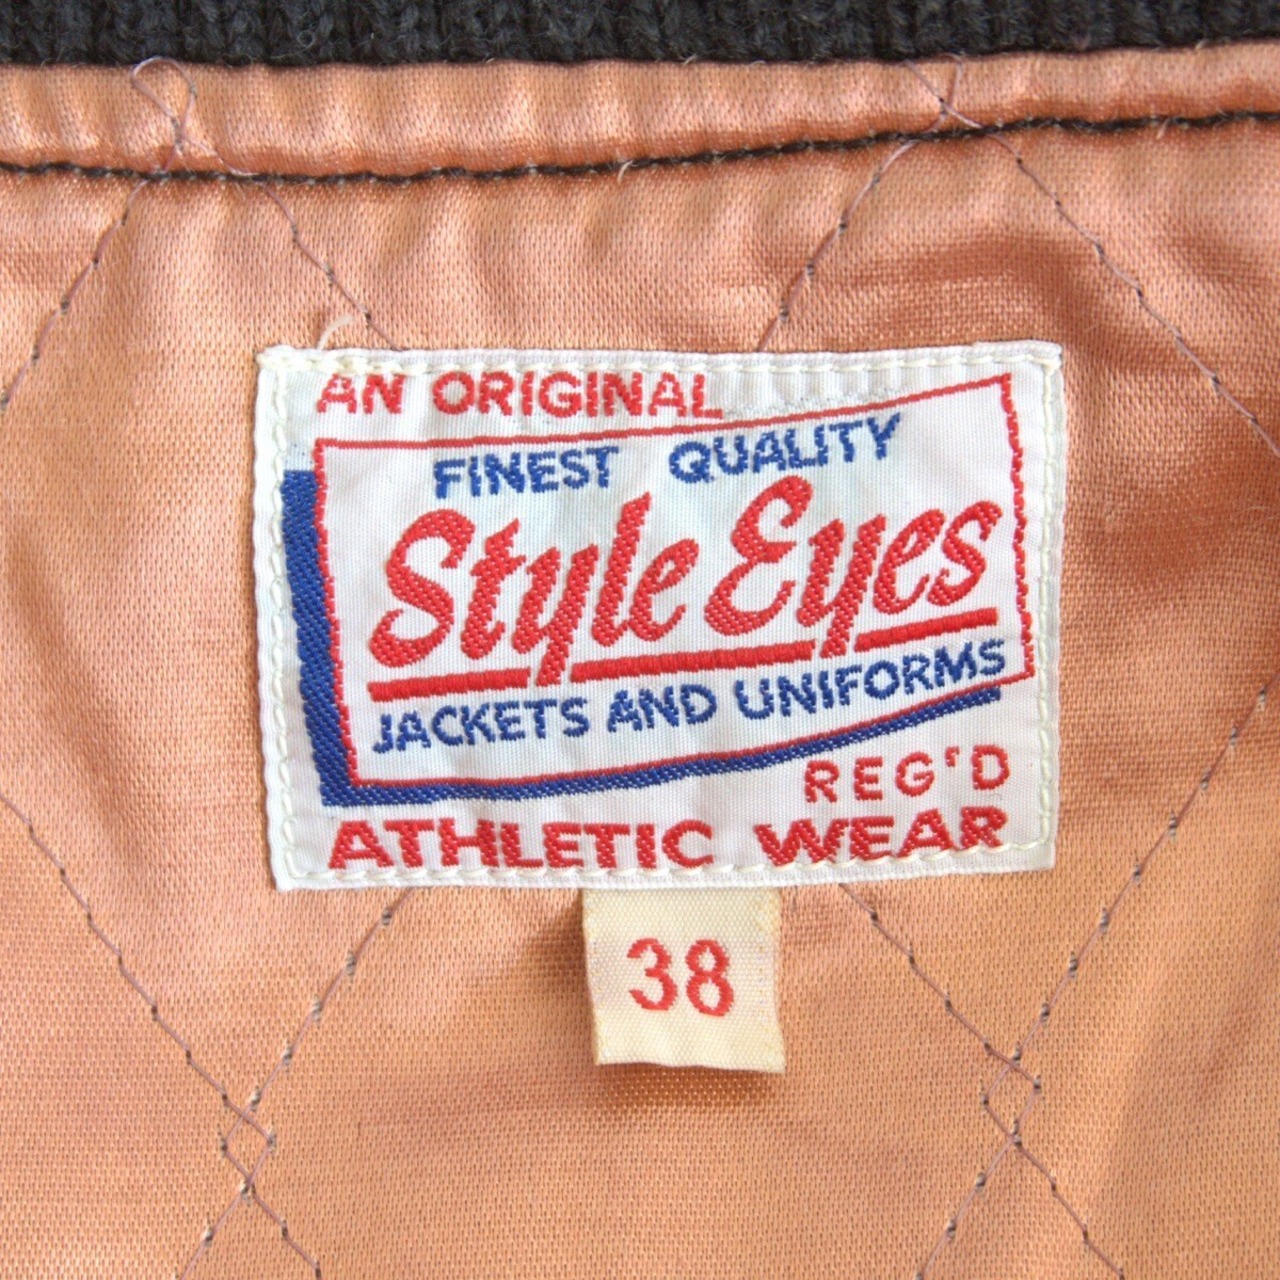 AN ORIGINAL
FINEST QUALITY
Style Eyes
JACKETS AND UNIFORMS
REG'D
ATHLETIC WEAR
38